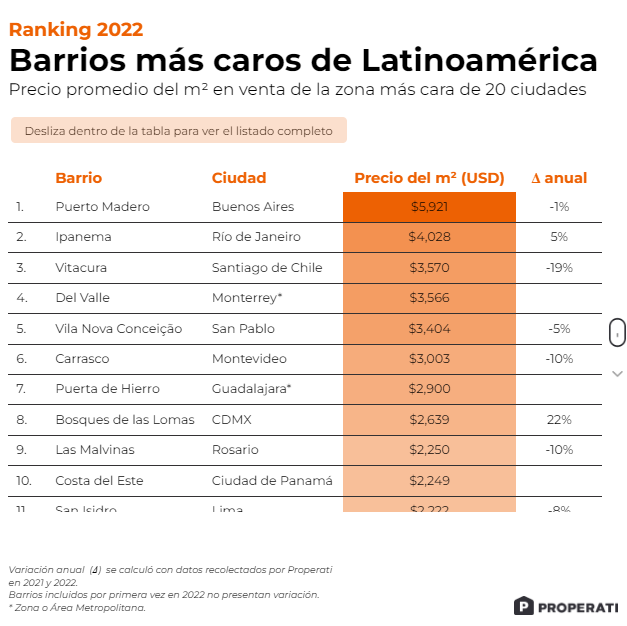 Ranking 2022
Barrios más caros de Latinoamérica
Precio promedio del m² en venta de la zona más cara de 20 ciudades
Desliza dentro de la tabla para ver el listado completo
Barrio Ciudad Precio del m² (USD) Δ anual
1. Puerto Madero Buenos Aires $5,921 -1%
2. Ipanema Río de Janeiro $4,028 5%
3. Vitacura Santiago de Chile $3,570 -19%
4. Del Valle Monterrey* $3,566
5. Vila Nova Conceição San Pablo $3,404 -5%
6. Carrasco Montevideo $3,003 -10%
7. Puerta de Hierro Guadalajara* $2,900
8. Bosques de las Lomas CDMX $2,639 22%
9. Las Malvinas Rosario $2,250 -10%
10. Costa del Este Ciudad de Panamá $2,249
11. San Isidro Lima $2,222 -8%
Variación anual (Δ) se calculó con datos recolectados por Properati
en 2021 y 2022.
Barrios incluidos por primera vez en 2022 no presentan variación.
* Zona o Área Metropolitana.
PROPERATI